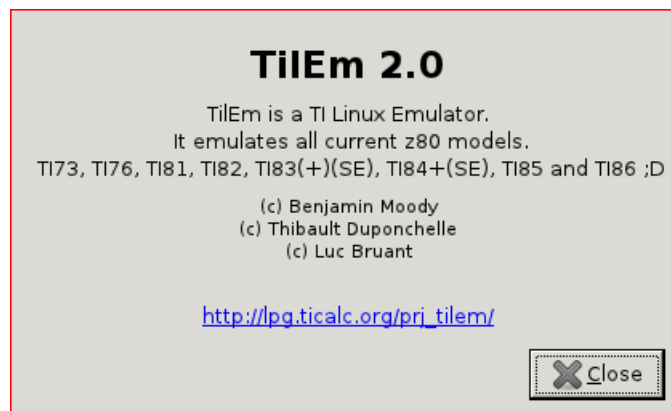 TilEm 2.0
TilEm is a TI Linux Emulator.
It emulates all current z80 models.
TI73, TI76, TI81, TI82, TI83(+)(SE), TI84+(SE), TI85 and TI86 ;D
(c) Benjamin Moody
(c) Thibault Duponchelle
(c) Luc Bruant
http://lpg.ticalc.org/prj_tilem/
Close